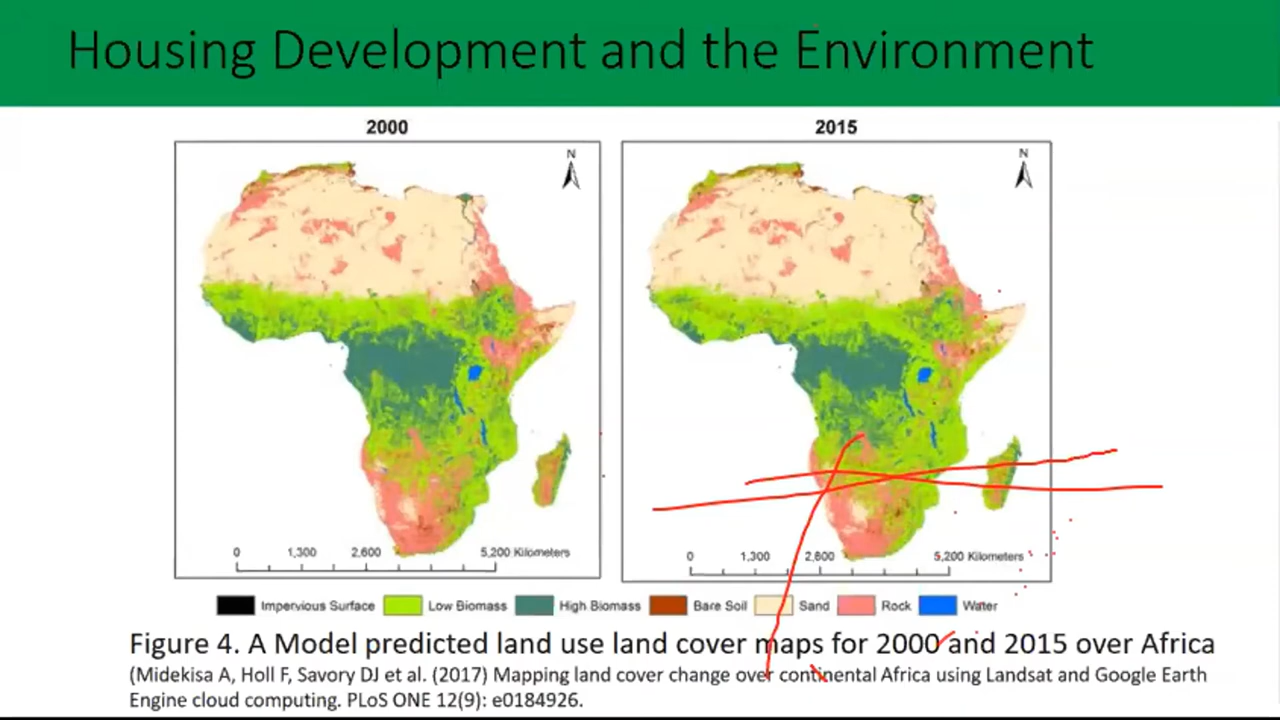 Housing Development and the Environment
2000
2015
N
N
0 1,300 2,600 5,200 Kilometers
0 1,300 2,600 5,200 Kilometers
Impervious Surface Low Biomass High Biomass Bare Soil Sand Rock Water
Figure 4. A Model predicted land use land cover maps for 2000 and 2015 over Africa
(Midekisa A, Holl F, Savory DJ et al. (2017) Mapping land cover change over continental Africa using Landsat and Google Earth
Engine cloud computing. PLoS ONE 12(9): e0184926.